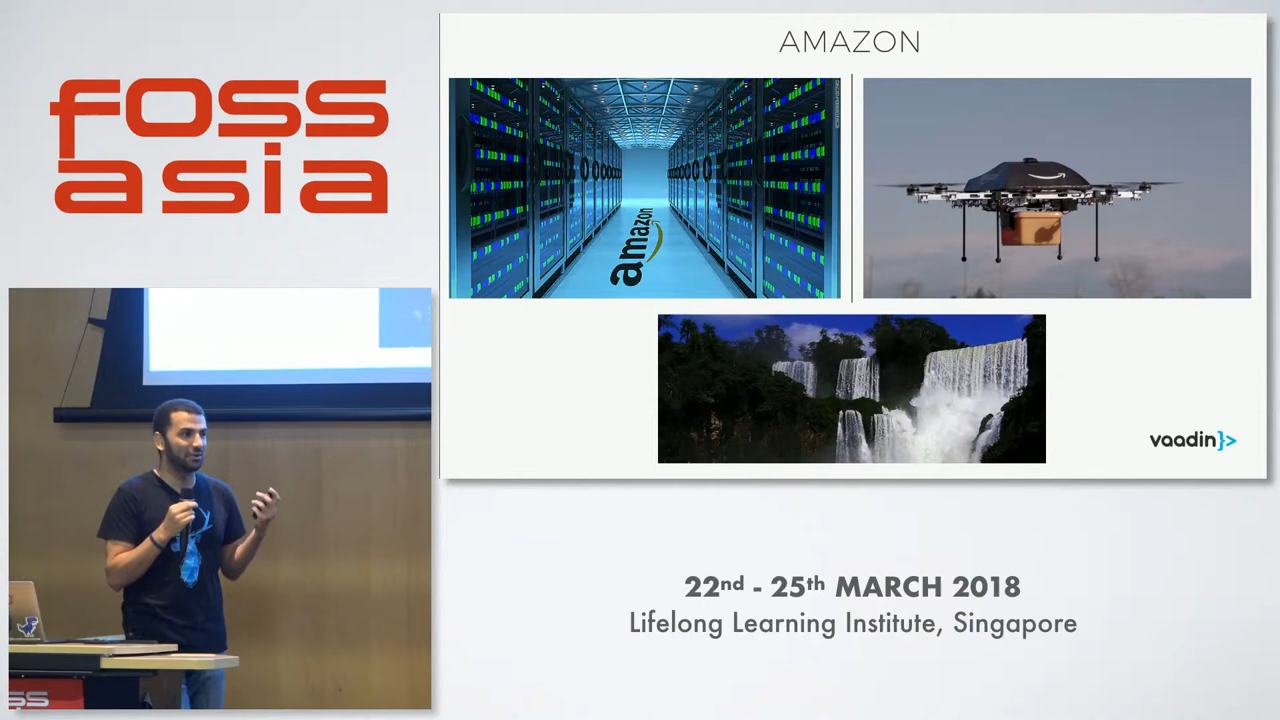 foss
asia
AMAZON
amazon
vaadin}>
22nd - 25th MARCH 2018
Lifelong Learning Institute, Singapore